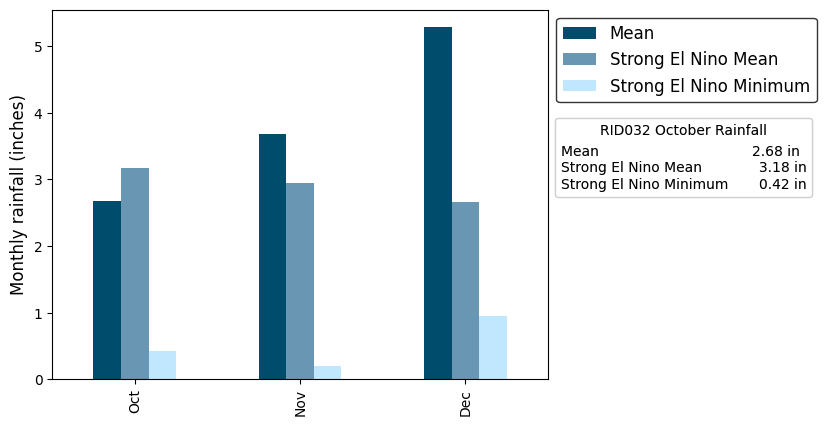 Mean
Strong El Nino Mean
Strong El Nino Minimum
RID032 October Rainfall
Mean 2.68 in
Strong El Nino Mean 3.18 in
Strong El Nino Minimum 0.42 in
Monthly rainfall (inches)
5
4
3
2
1
0
Oct
Nov
Dec